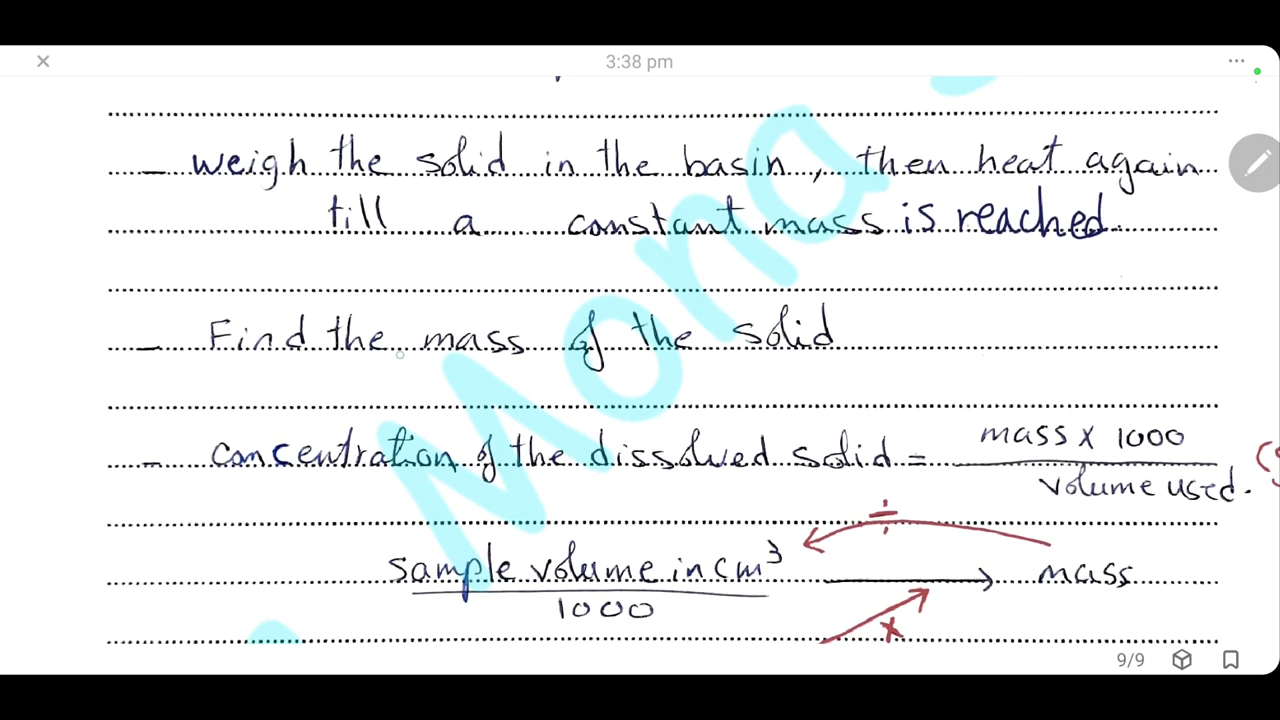 3:38 pm
Mona
- weigh the solid in the basin, then heat again
till a constant mass is reached.
- Find the mass of the solid
- concentration of the dissolved solid = mass x 1000
volume used.
÷
sample volume in cm³ → mass
1000
x
9/9